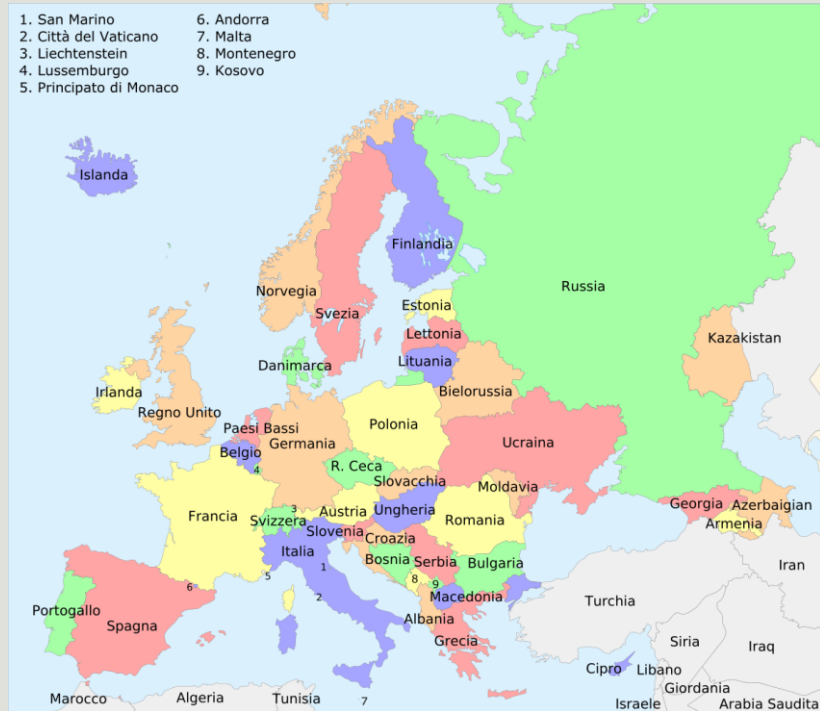 1. San Marino
2. Città del Vaticano
3. Liechtenstein
4. Lussemburgo
5. Principato di Monaco
6. Andorra
7. Malta
8. Montenegro
9. Kosovo
Islanda
Finlandia
Russia
Norvegia
Svezia
Estonia
Lettonia
Kazakistan
Danimarca
Lituania
Irlanda
Bielorussia
Regno Unito
Polonia
Paesi Bassi
Germania
Ucraina
Belgio
4
R. Ceca
Slovacchia
Moldavia
Georgia
Azerbaigian
Francia
3
Austria
Ungheria
Svizzera
Romania
Armenia
Slovenia
Croazia
Italia
Bosnia
Serbia
Bulgaria
Iran
1
5
8
9
6
2
Macedonia
Turchia
Portogallo
Spagna
Albania
Grecia
Siria
Iraq
Cipro
Libano
Giordania
Marocco
Algeria
Tunisia
7
Israele
Arabia Saudita